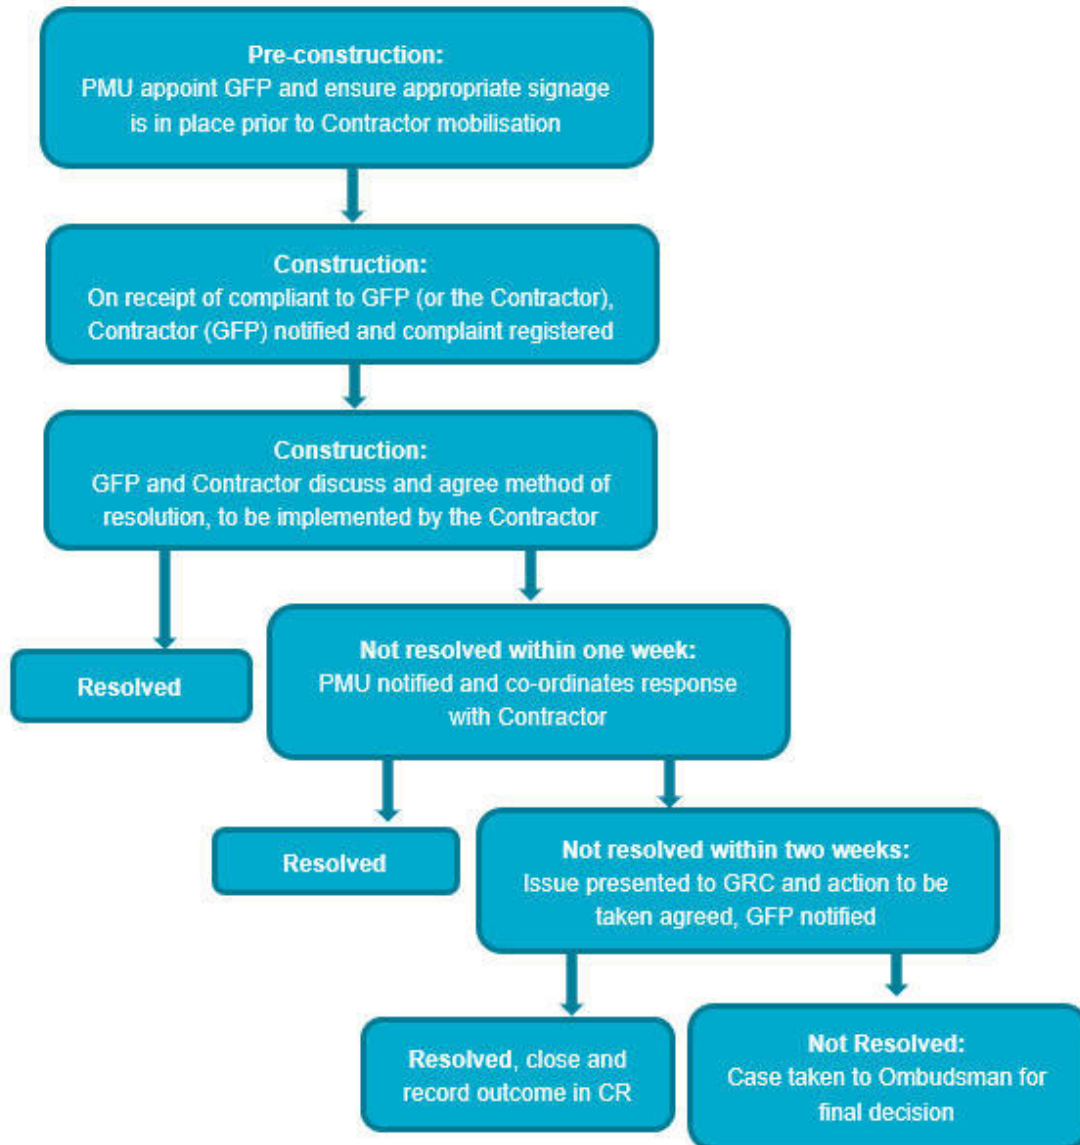 Pre-construction:
PMU appoint GFP and ensure appropriate signage
is in place prior to Contractor mobilisation
Construction:
On receipt of compliant to GFP (or the Contractor),
Contractor (GFP) notified and complaint registered
Construction:
GFP and Contractor discuss and agree method of
resolution, to be implemented by the Contractor
Resolved
Not resolved within one week:
PMU notified and co-ordinates response
with Contractor
Resolved
Not resolved within two weeks:
Issue presented to GRC and action to be
taken agreed, GFP notified
Resolved, close and
record outcome in CR
Not Resolved:
Case taken to Ombudsman for
final decision